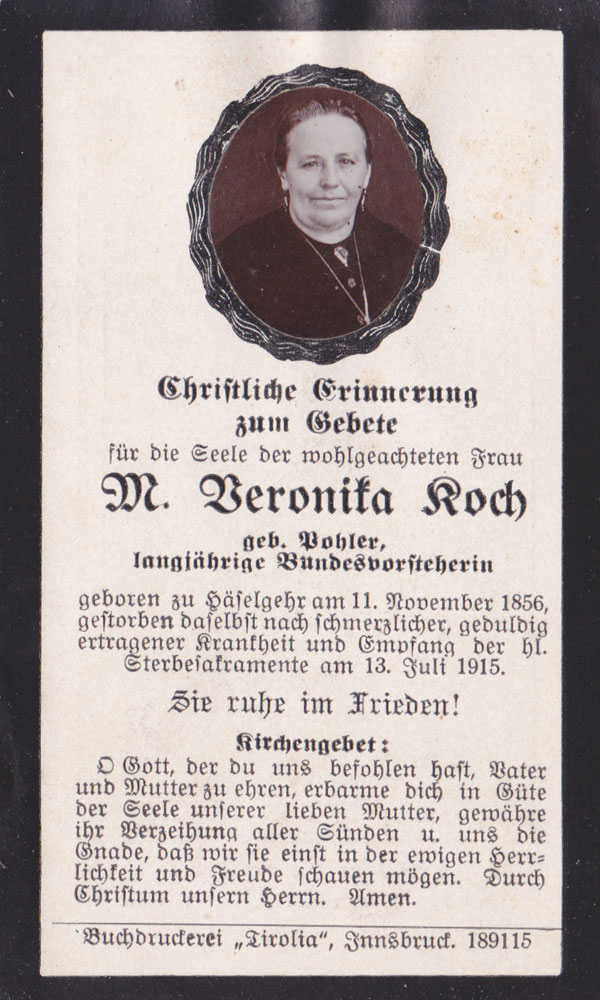 Christliche Erinnerung
zum Gebete
für die Seele der wohlgeachteten Frau
M. Veronika Koch
geb. Pohler,
langjährige Bundesvorsteherin
geboren zu Häselgehr am 11. November 1856,
gestorben daselbst nach schmerzlicher, geduldig
ertragener Krankheit und Empfang der hl.
Sterbesakramente am 13. Juli 1915.
Sie ruhe im Frieden!
Kirchengebet:
O Gott, der du uns befohlen hast, Vater
und Mutter zu ehren, erbarme dich in Güte
der Seele unserer lieben Mutter, gewähre
ihr Verzeihung aller Sünden u. uns die
Gnade, daß wir sie einst in der ewigen Herr-
lichkeit und Freude schauen mögen. Durch
Christum unsern Herrn. Amen.
Buchdruckerei „Tirolia“, Innsbruck. 189115